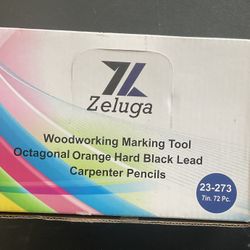 Zeluga
Woodworking Marking Tool
Octagonal Orange Hard Black Lead
Carpenter Pencils
23-273
7in. 72 Pc.